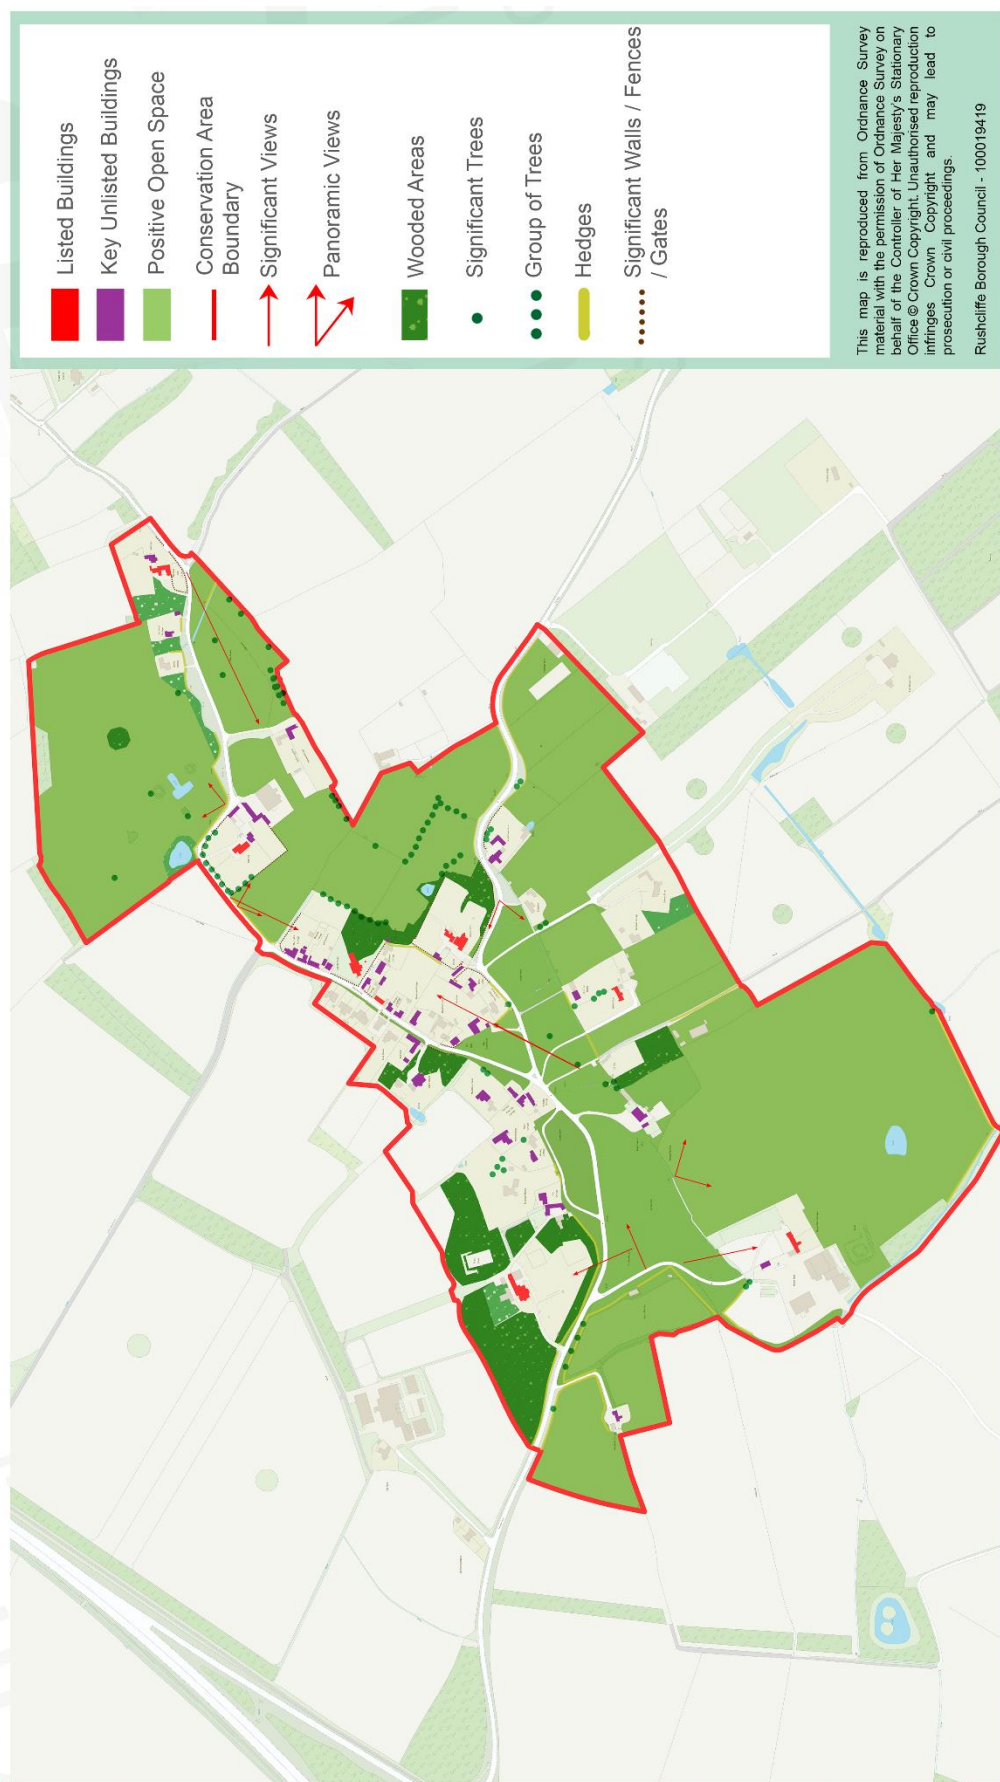 Listed Buildings
Key Unlisted Buildings
Positive Open Space
Conservation Area
Boundary
Significant Views
Panoramic Views
Wooded Areas
Significant Trees
Group of Trees
Hedges
Significant Walls / Fences
/ Gates
This map is reproduced from Ordnance Survey
material with the permission of Ordnance Survey on
behalf of the Controller of Her Majesty's Stationary
Office © Crown Copyright. Unauthorised reproduction
infringes Crown Copyright and may lead to
prosecution or civil proceedings.
Rushcliffe Borough Council - 100019419